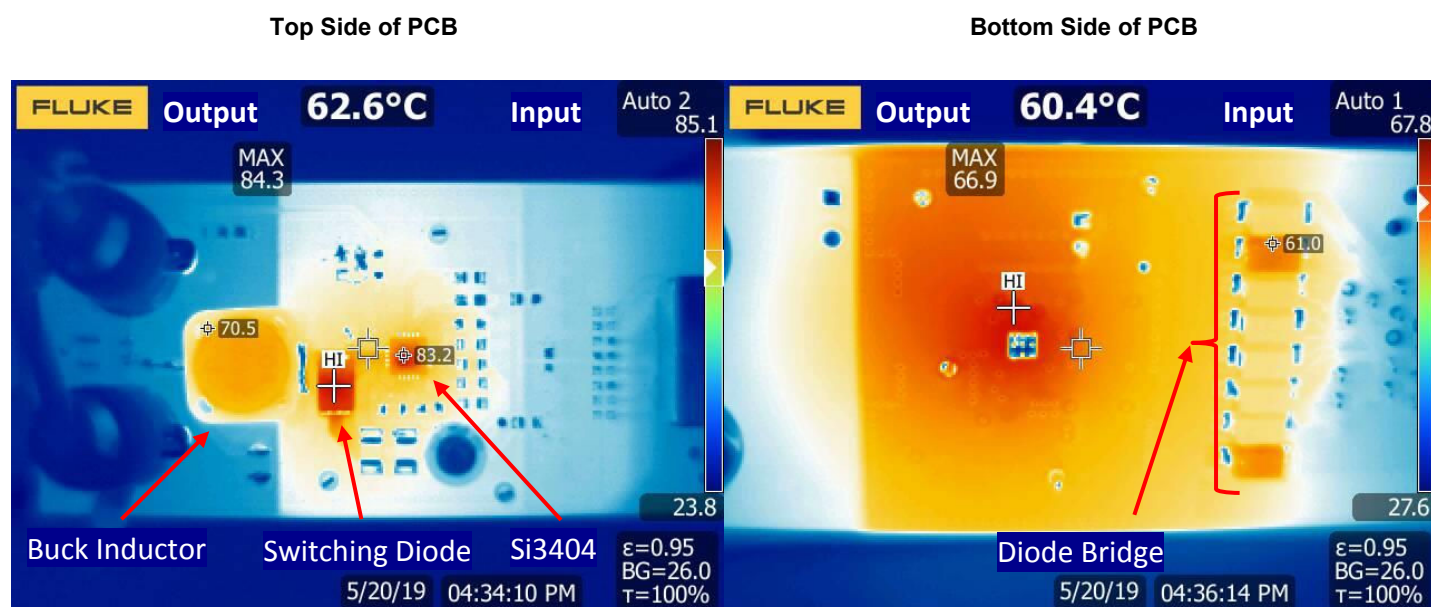 Top Side of PCB
Bottom Side of PCB
FLUKE Output 62.6°C Input Auto 2
85.1
MAX
84.3
70.5
HI
83.2
23.8
Buck Inductor Switching Diode Si3404
ε=0.95
BG=26.0
5/20/19 04:34:10 PM τ=100%
FLUKE Output 60.4°C Input Auto 1
67.8
MAX
66.9
61.0
HI
27.6
Diode Bridge
ε=0.95
BG=26.0
5/20/19 04:36:14 PM τ=100%